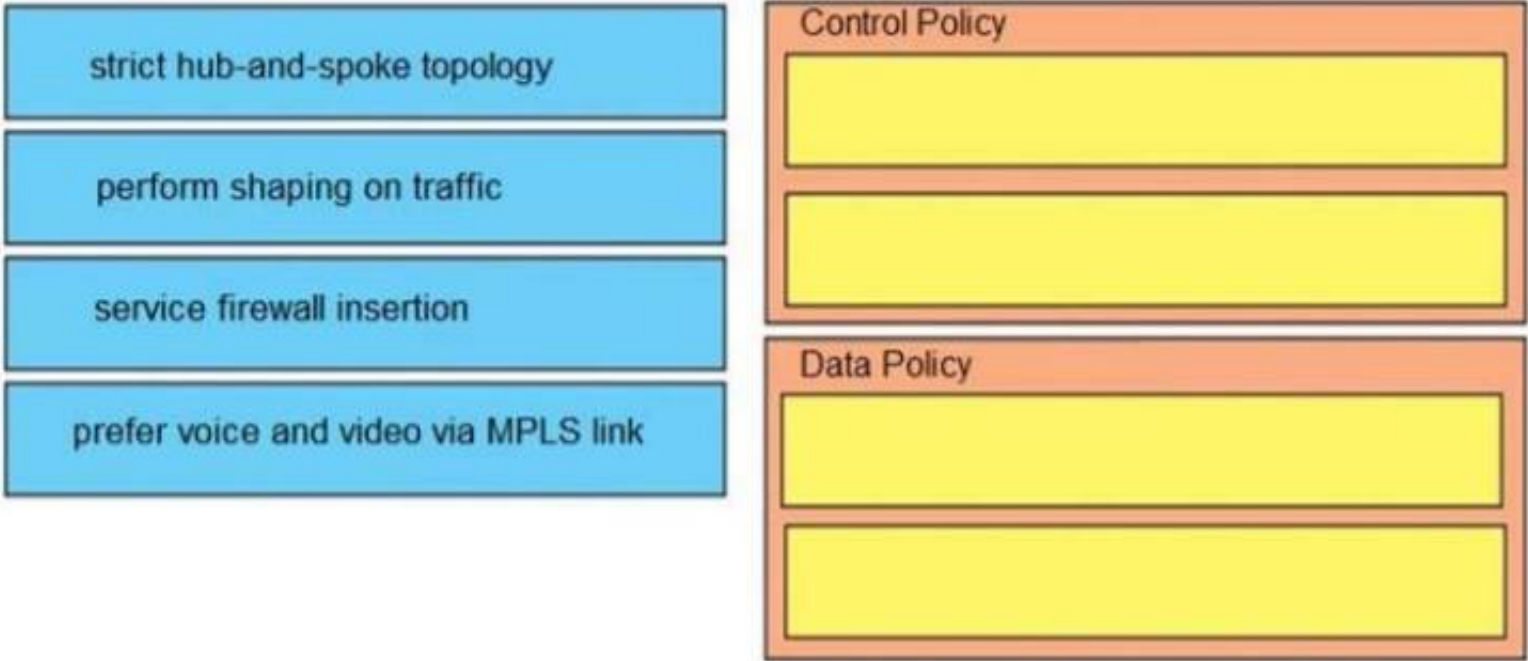 strict hub-and-spoke topology
perform shaping on traffic
service firewall insertion
prefer voice and video via MPLS link
Control Policy
Data Policy